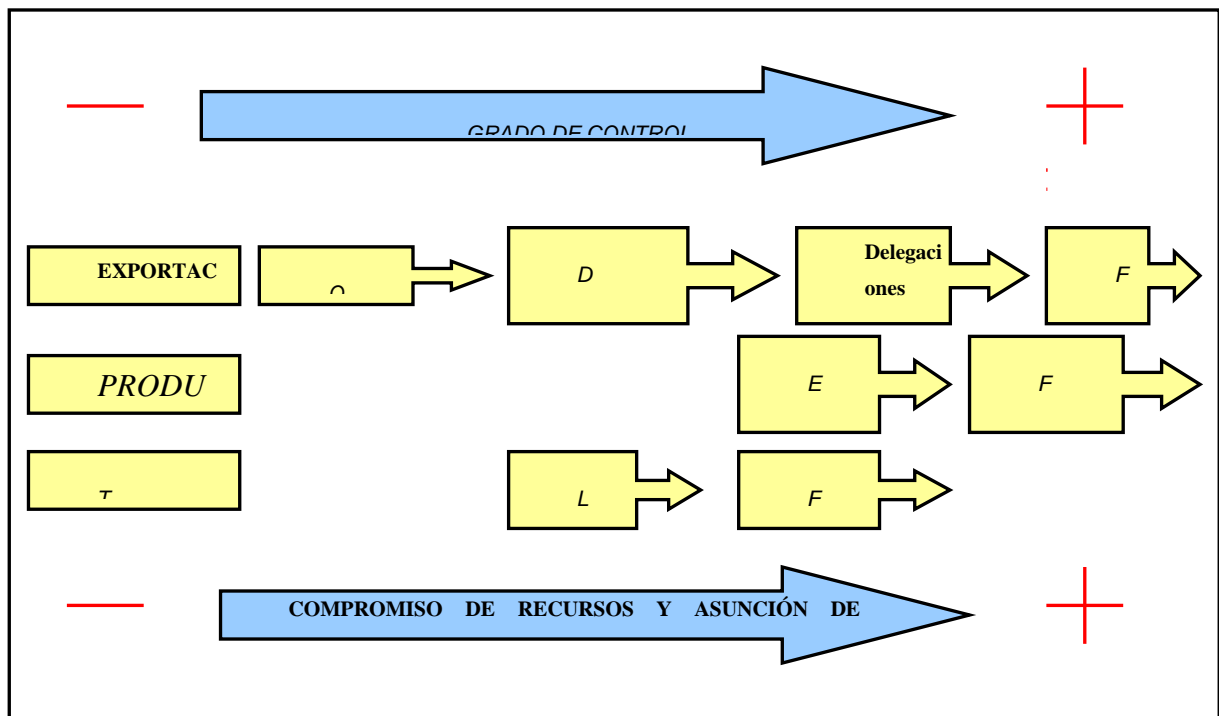 GRADO DE CONTROL
EXPORTAC
D
Delegaci
ones
F
PRODU
E
F
L
F
COMPROMISO DE RECURSOS Y ASUNCIÓN DE